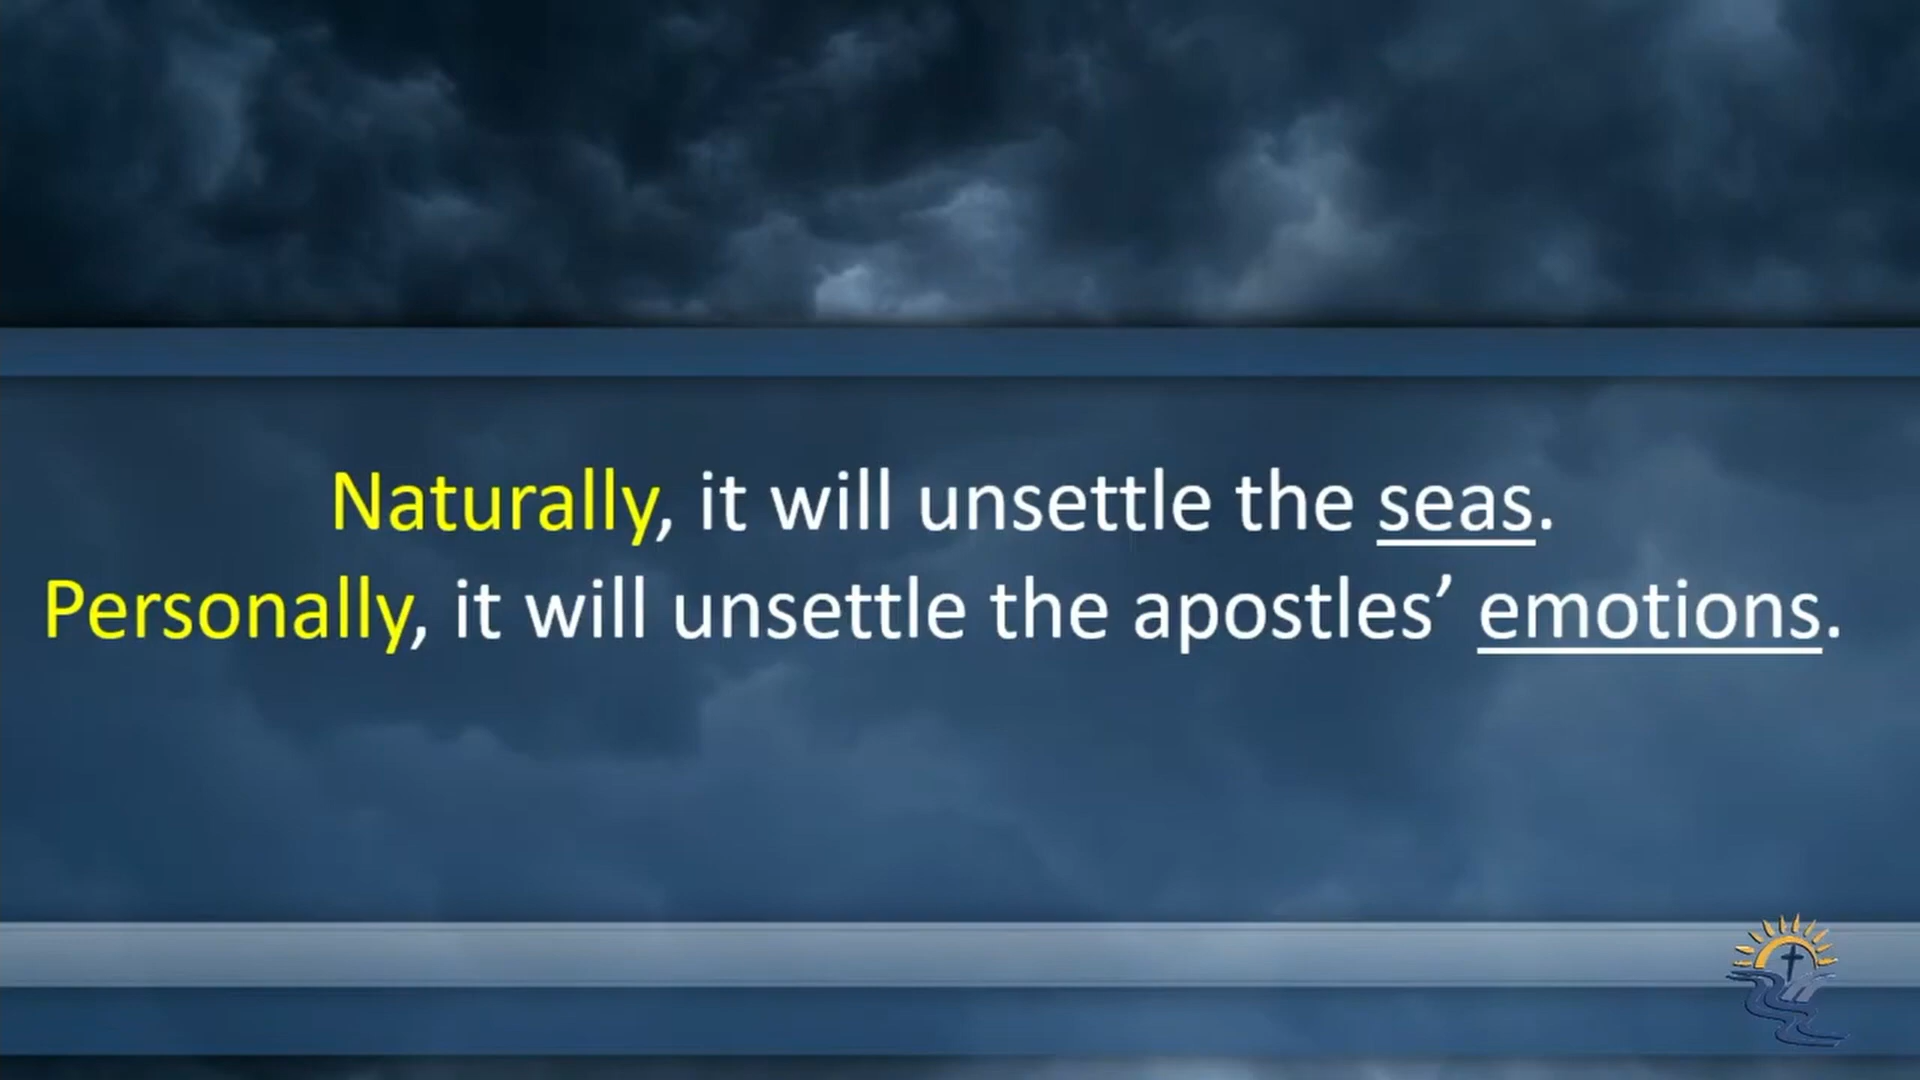 Naturally, it will unsettle the seas.
Personally, it will unsettle the apostles’ emotions.